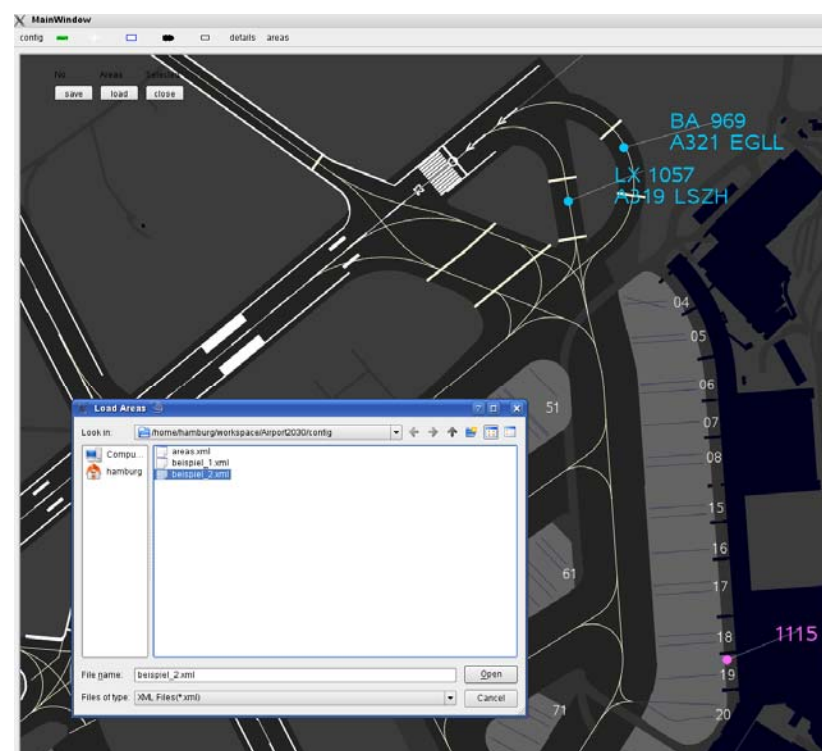 MainWindow
config details areas
No Areas Selected
save load close
BA 969
A321 EGLL
LX 1057
A319 LSZH
04
05
06
07
08
15
16
17
18
19
20
51
61
71
1115
Load Areas
Look in: /home/hamburg/workspace/Airport2030/config
Compu...
hamburg
areas.xml
beispiel_1.xml
beispiel_2.xml
File name: beispiel_2.xml
Open
Files of type: XML Files(*.xml)
Cancel